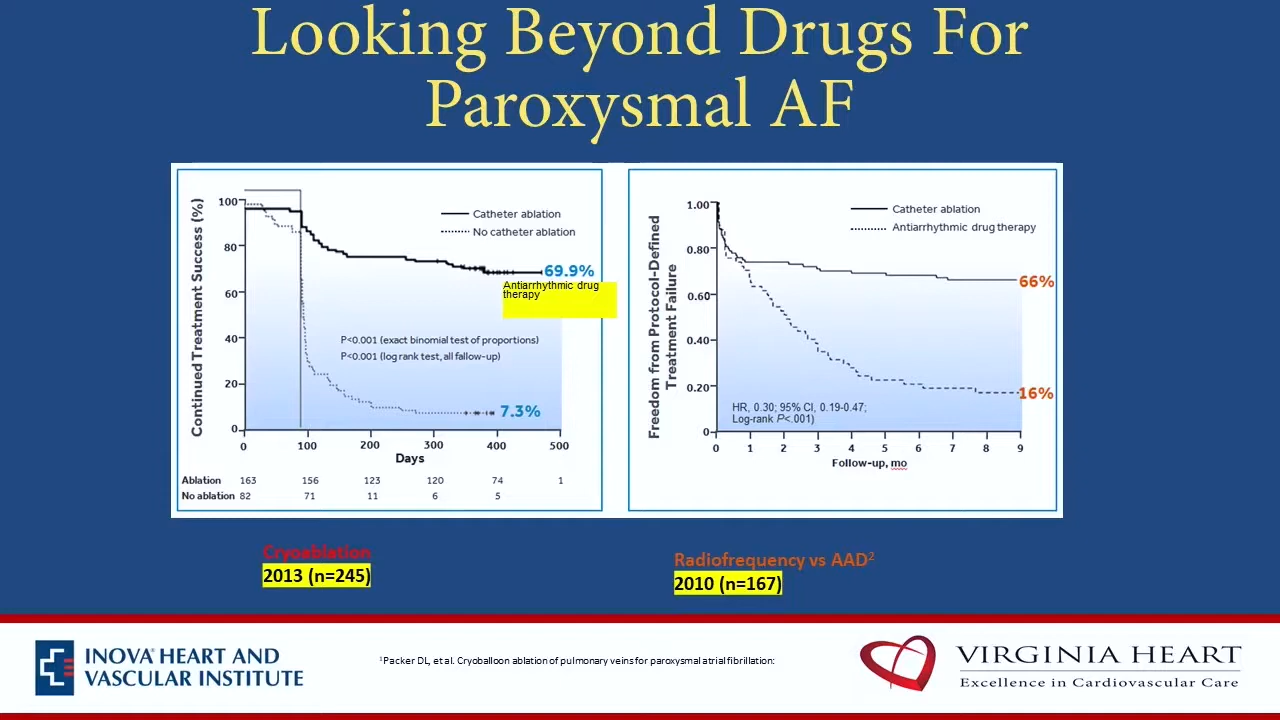 Looking Beyond Drugs For
Paroxysmal AF
Continued Treatment Success (%)
100
80
60
40
20
0
Catheter ablation
No catheter ablation
69.9%
Antiarrhythmic drug
therapy
P<0.001 (exact binomial test of proportions)
P<0.001 (log rank test, all fallow-up)
7.3%
0 100 200 300 400 500
Days
Ablation 163 156 123 120 74 1
No ablation 82 71 11 6 5
Freedom from Protocol-Defined
Treatment Failure
1.00
0.80
0.60
0.40
0.20
0
Catheter ablation
Antiarrhythmic drug therapy
66%
16%
HR, 0.30; 95% CI, 0.19-0.47;
Log-rank P<.001)
0 1 2 3 4 5 6 7 8 9
Follow-up, mo
Cryoablation
2013 (n=245)
Radiofrequency vs AAD²
2010 (n=167)
INOVA® HEART AND
VASCULAR INSTITUTE
¹Packer DL, et al. Cryoballoon ablation of pulmonary veins for paroxysmal atrial fibrillation:
VIRGINIA HEART
Excellence in Cardiovascular Care